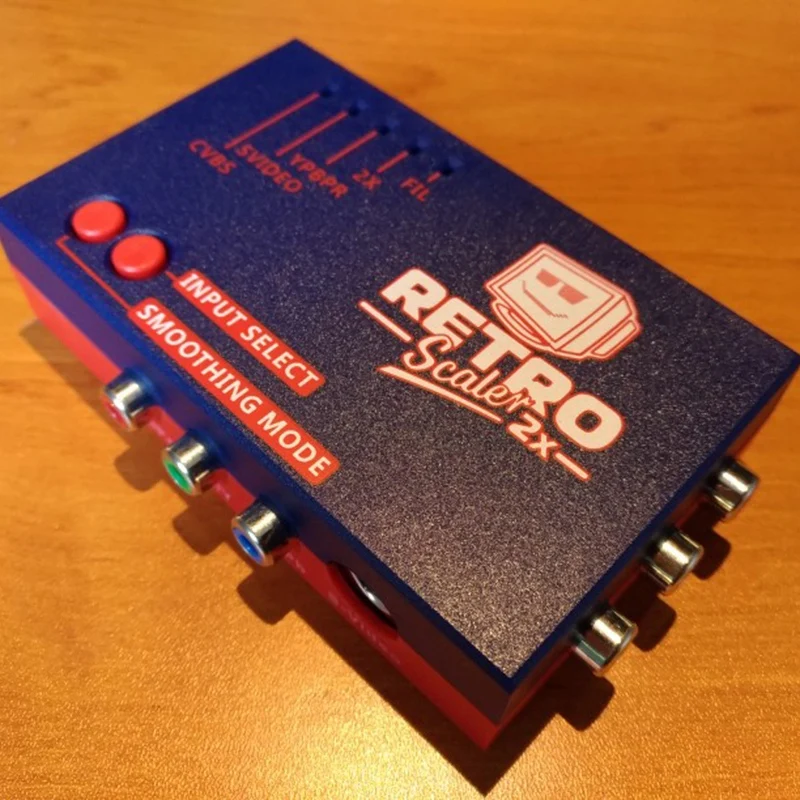 CVBS
SVIDEO
YPBPR
2X
FIL
INPUT SELECT
SMOOTHING MODE
RETRO
Scaler
2x